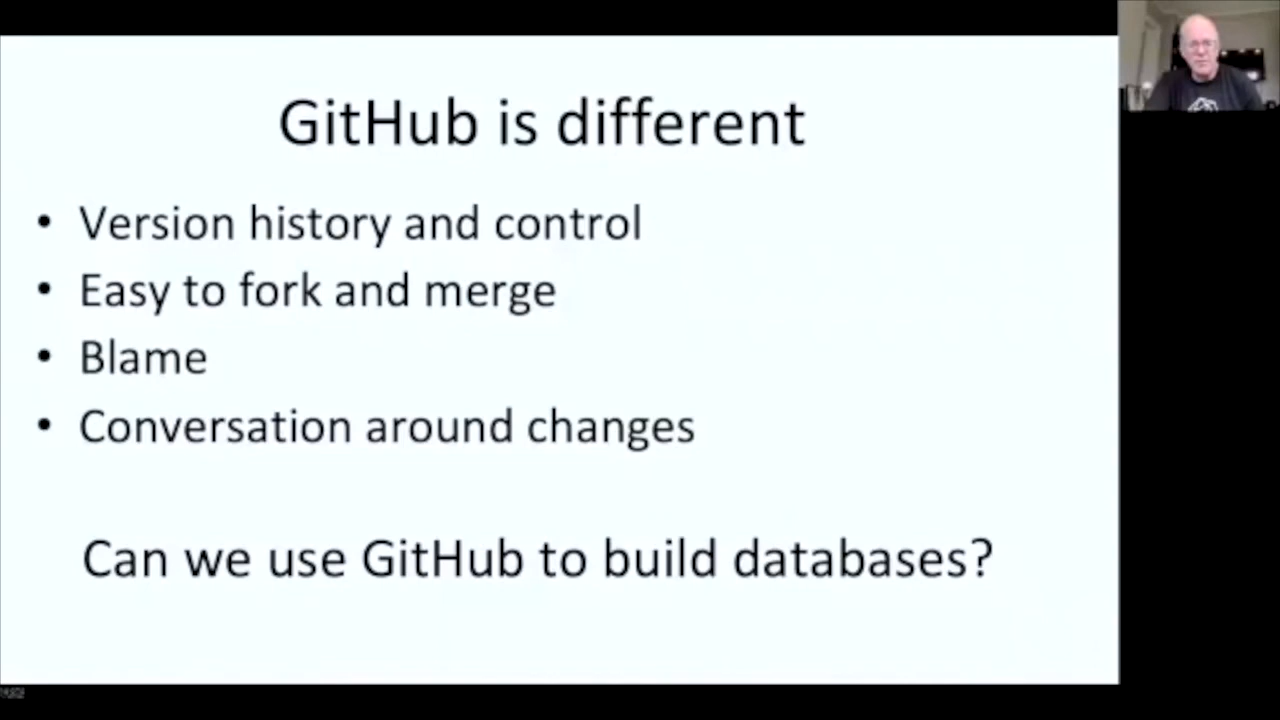 GitHub is different
• Version history and control
• Easy to fork and merge
• Blame
• Conversation around changes
Can we use GitHub to build databases?